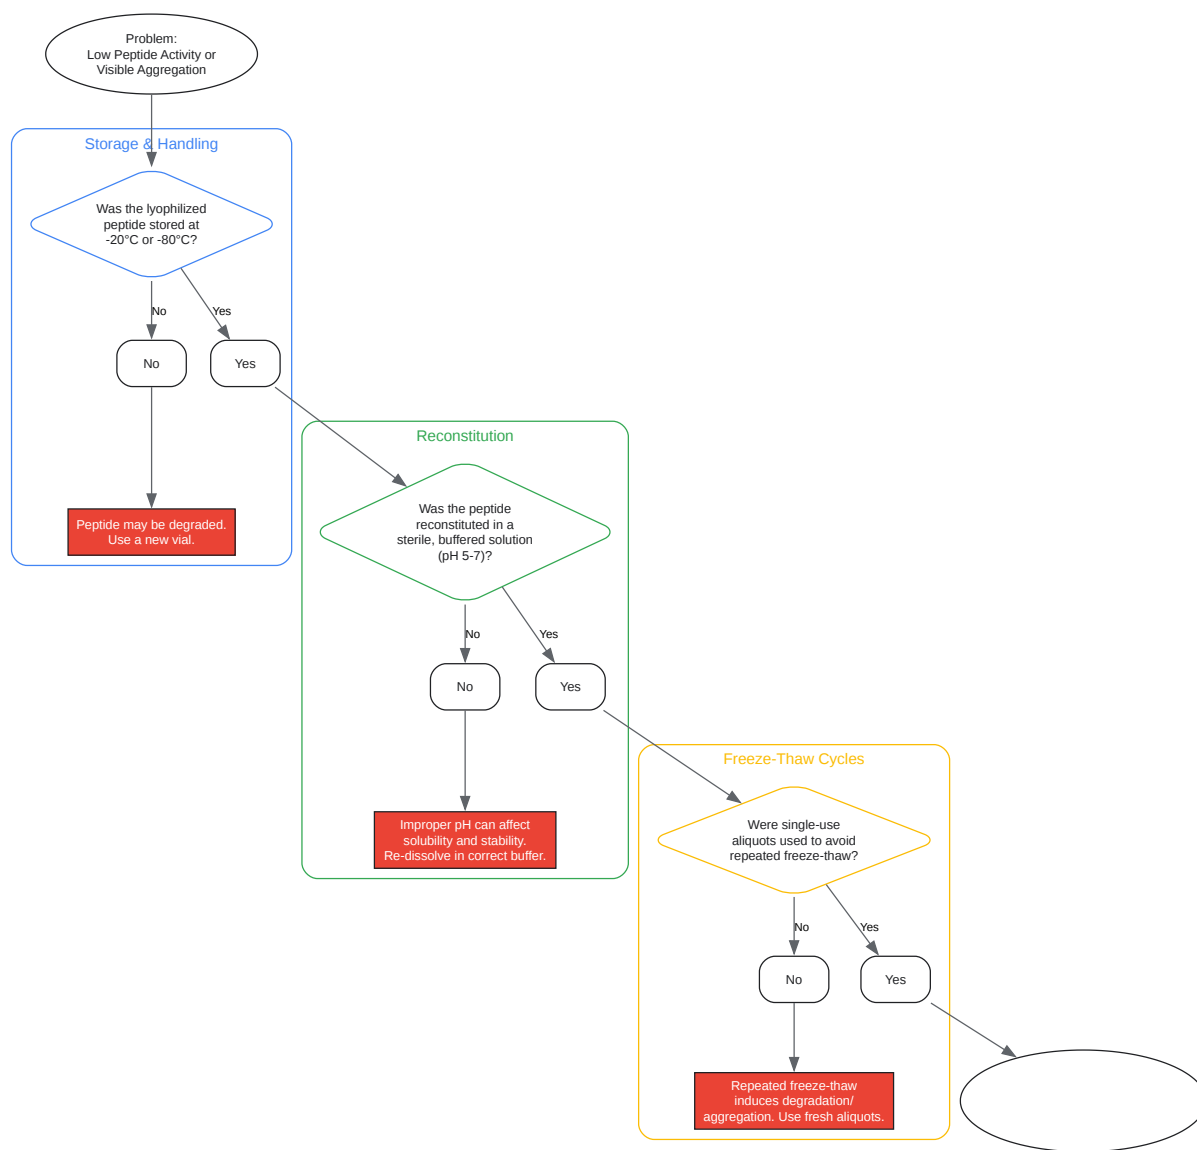 Problem:
Low Peptide Activity or
Visible Aggregation
Storage & Handling
Was the lyophilized
peptide stored at
-20°C or -80°C?
No
Yes
No
Yes
Peptide may be degraded.
Use a new vial.
Reconstitution
Was the peptide
reconstituted in a
sterile, buffered solution
(pH 5-7)?
No
Yes
No
Yes
Improper pH can affect
solubility and stability.
Re-dissolve in correct buffer.
Freeze-Thaw Cycles
Were single-use
aliquots used to avoid
repeated freeze-thaw?
No
Yes
No
Yes
Repeated freeze-thaw
induces degradation/
aggregation. Use fresh aliquots.